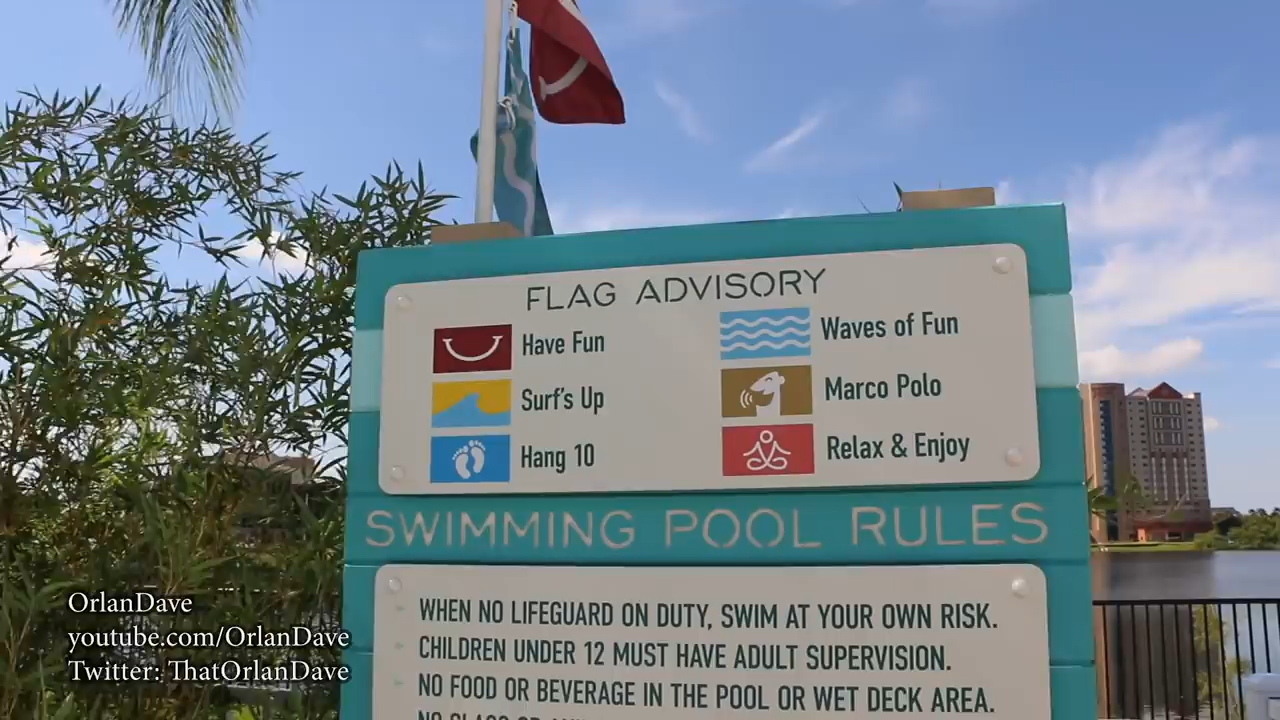 FLAG ADVISORY
Have Fun
Surf's Up
Hang 10
Waves of Fun
Marco Polo
Relax & Enjoy
SWIMMING POOL RULES
WHEN NO LIFEGUARD ON DUTY, SWIM AT YOUR OWN RISK.
CHILDREN UNDER 12 MUST HAVE ADULT SUPERVISION.
NO FOOD OR BEVERAGE IN THE POOL OR WET DECK AREA.
OrlanDave
youtube.com/OrlanDave
Twitter: ThatOrlanDave